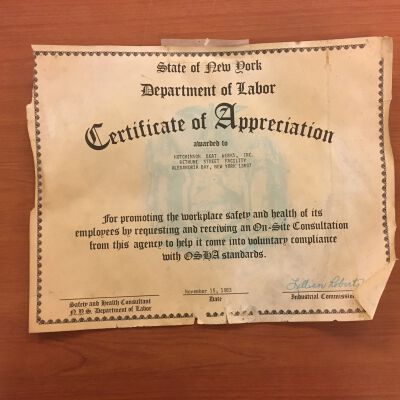 State of New York
Department of Labor
Certificate of Appreciation
awarded to
HUTCHINSON BOAT WORKS, INC.
BETHUNE STREET FACILITY
ALEXANDRIA BAY, NEW YORK 13607
For promoting the workplace safety and health of its
employees by requesting and receiving an On-Site Consultation
from this agency to help it come into voluntary compliance
with OSHA standards.
November 15, 1983
Lillian Roberts
Safety and Health Consultant
Date
Industrial Commissioner
N.Y.S. Department of Labor